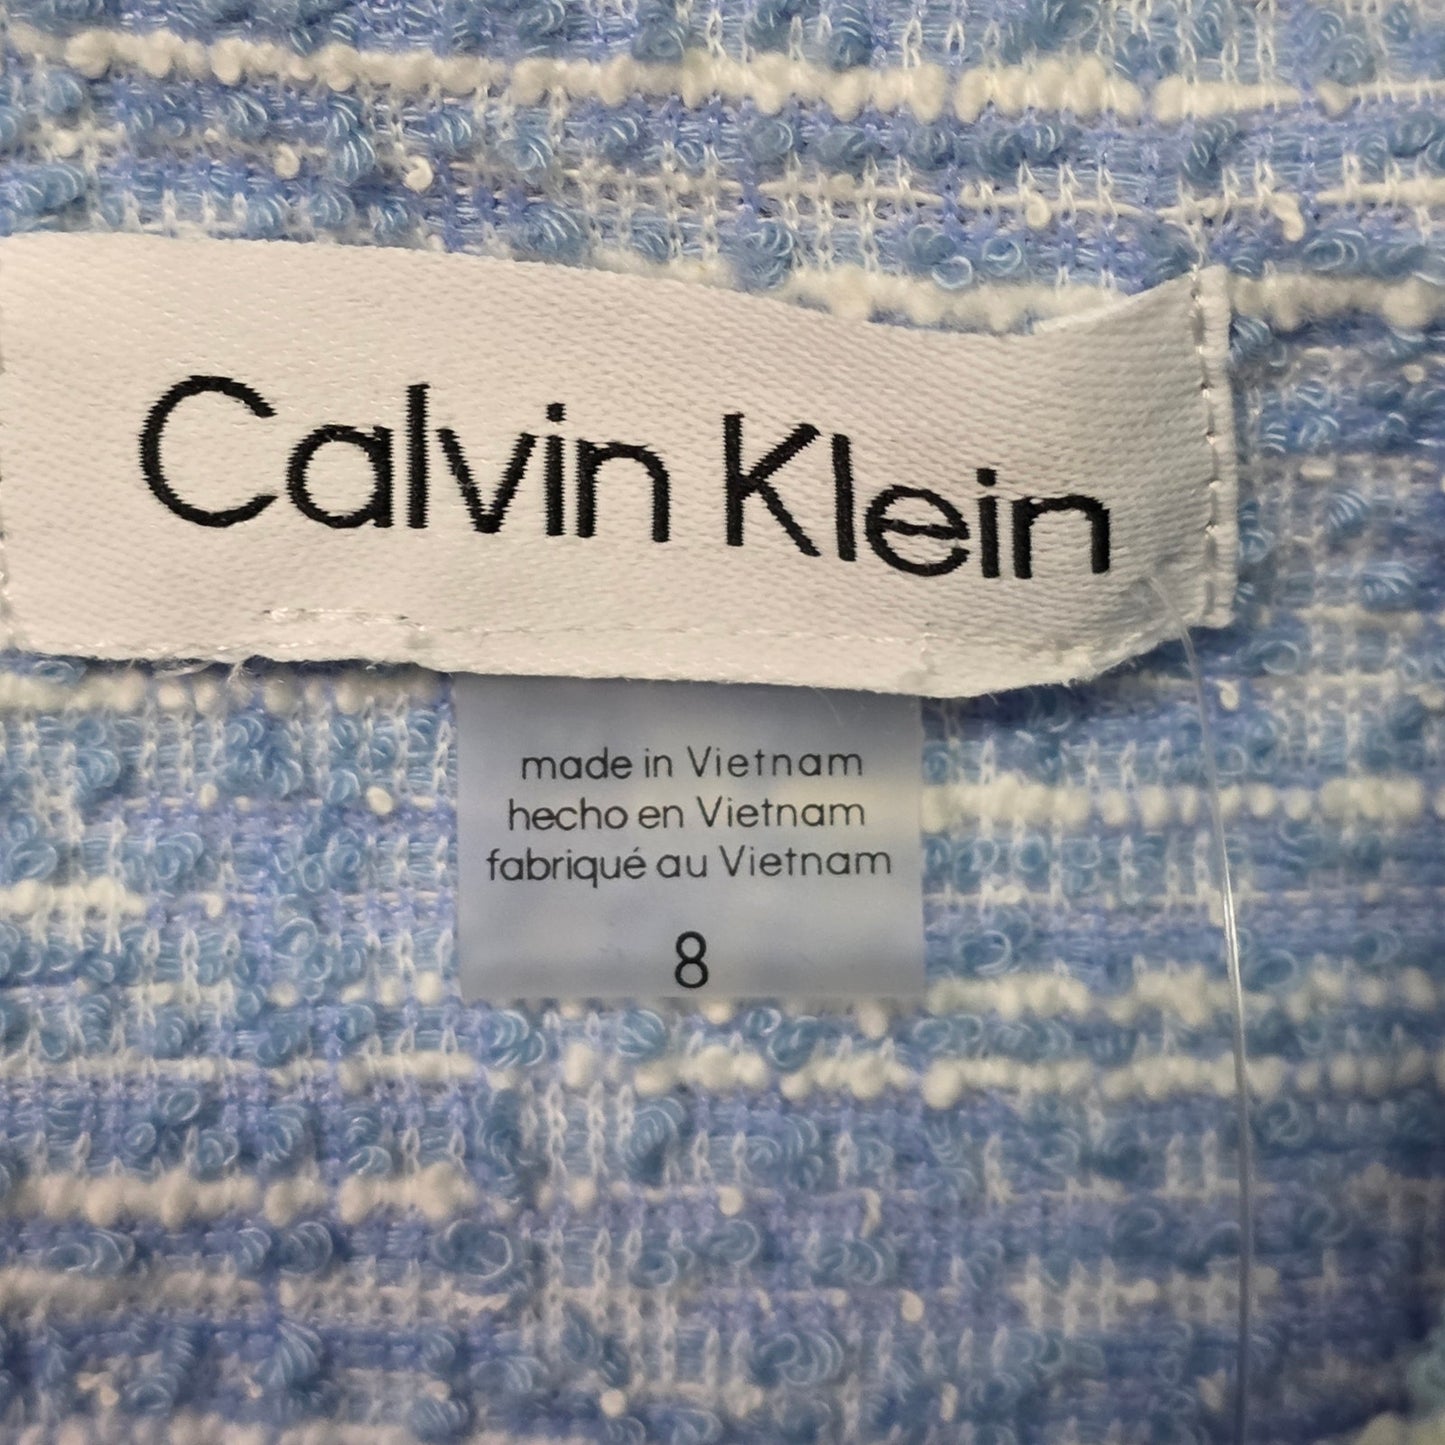 Calvin Klein
made in Vietnam
hecho en Vietnam
fabriqué au Vietnam
8